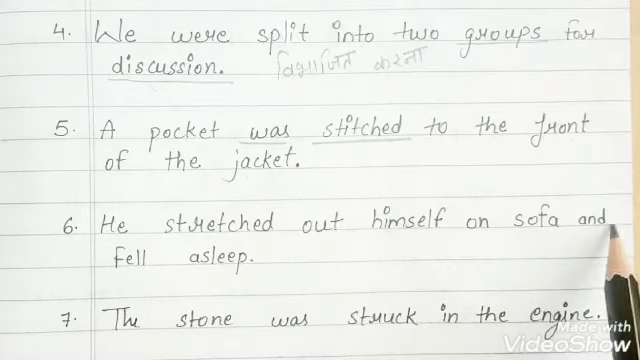 4. We were split into two groups for
discussion. विभाजित करना
5. A pocket was stitched to the front
of the jacket.
6. He stretched out himself on sofa and
fell asleep.
7. The stone was struck in the engine.
Made with
VideoShow